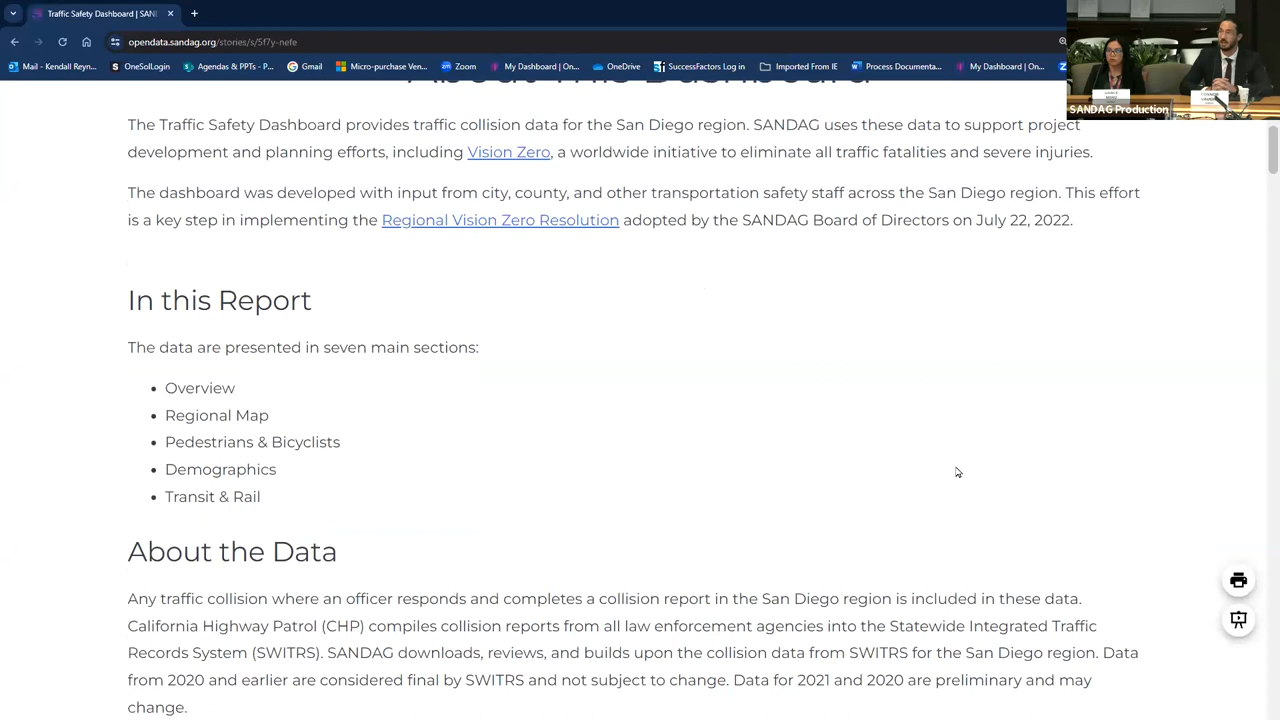 Traffic Safety Dashboard | SAN
opendata.sandag.org/stories/s/5f7y-nefe
Mail - Kendall Reyn...
OneSolLogin
Agendas & PPTs - P...
Gmail
Micro-purchase Ven...
Zoom
My Dashboard | On...
OneDrive
SuccessFactors Log in
Imported From IE
Process Documenta...
My Dashboard | On...
SANDAG Production
The Traffic Safety Dashboard provides traffic collision data for the San Diego region. SANDAG uses these data to support project
development and planning efforts, including Vision Zero, a worldwide initiative to eliminate all traffic fatalities and severe injuries.
The dashboard was developed with input from city, county, and other transportation safety staff across the San Diego region. This effort
is a key step in implementing the Regional Vision Zero Resolution adopted by the SANDAG Board of Directors on July 22, 2022.
In this Report
The data are presented in seven main sections:
• Overview
• Regional Map
• Pedestrians & Bicyclists
• Demographics
• Transit & Rail
About the Data
Any traffic collision where an officer responds and completes a collision report in the San Diego region is included in these data.
California Highway Patrol (CHP) compiles collision reports from all law enforcement agencies into the Statewide Integrated Traffic
Records System (SWITRS). SANDAG downloads, reviews, and builds upon the collision data from SWITRS for the San Diego region. Data
from 2020 and earlier are considered final by SWITRS and not subject to change. Data for 2021 and 2020 are preliminary and may
change.